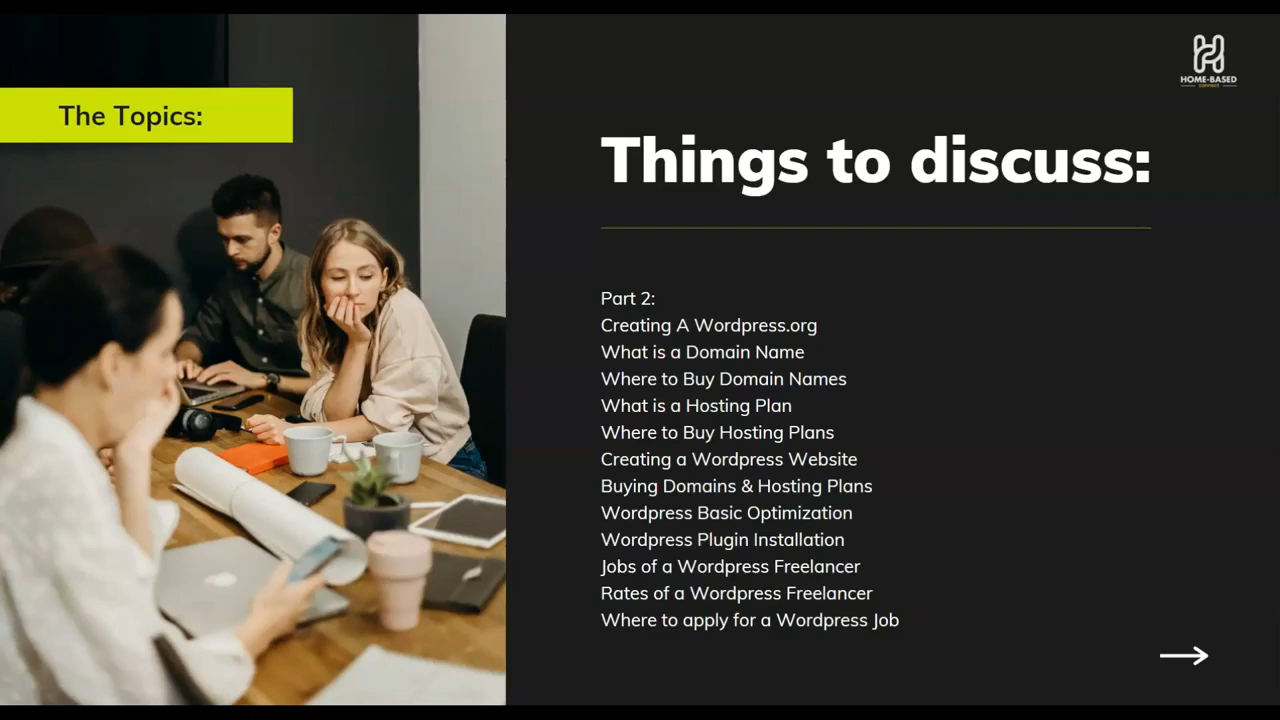 The Topics:
HOME-BASED
Things to discuss:
Part 2:
Creating A Wordpress.org
What is a Domain Name
Where to Buy Domain Names
What is a Hosting Plan
Where to Buy Hosting Plans
Creating a Wordpress Website
Buying Domains & Hosting Plans
Wordpress Basic Optimization
Wordpress Plugin Installation
Jobs of a Wordpress Freelancer
Rates of a Wordpress Freelancer
Where to apply for a Wordpress Job